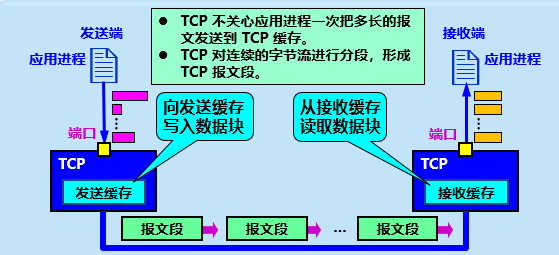 发送端
接收端
● TCP 不关心应用进程一次把多长的报
文发送到 TCP 缓存。
● TCP 对连续的字节流进行分段，形成
TCP 报文段。
应用进程
应用进程
向发送缓存
写入数据块
从接收缓存
读取数据块
端口
端口
TCP
TCP
发送缓存
接收缓存
报文段
报文段
...
报文段